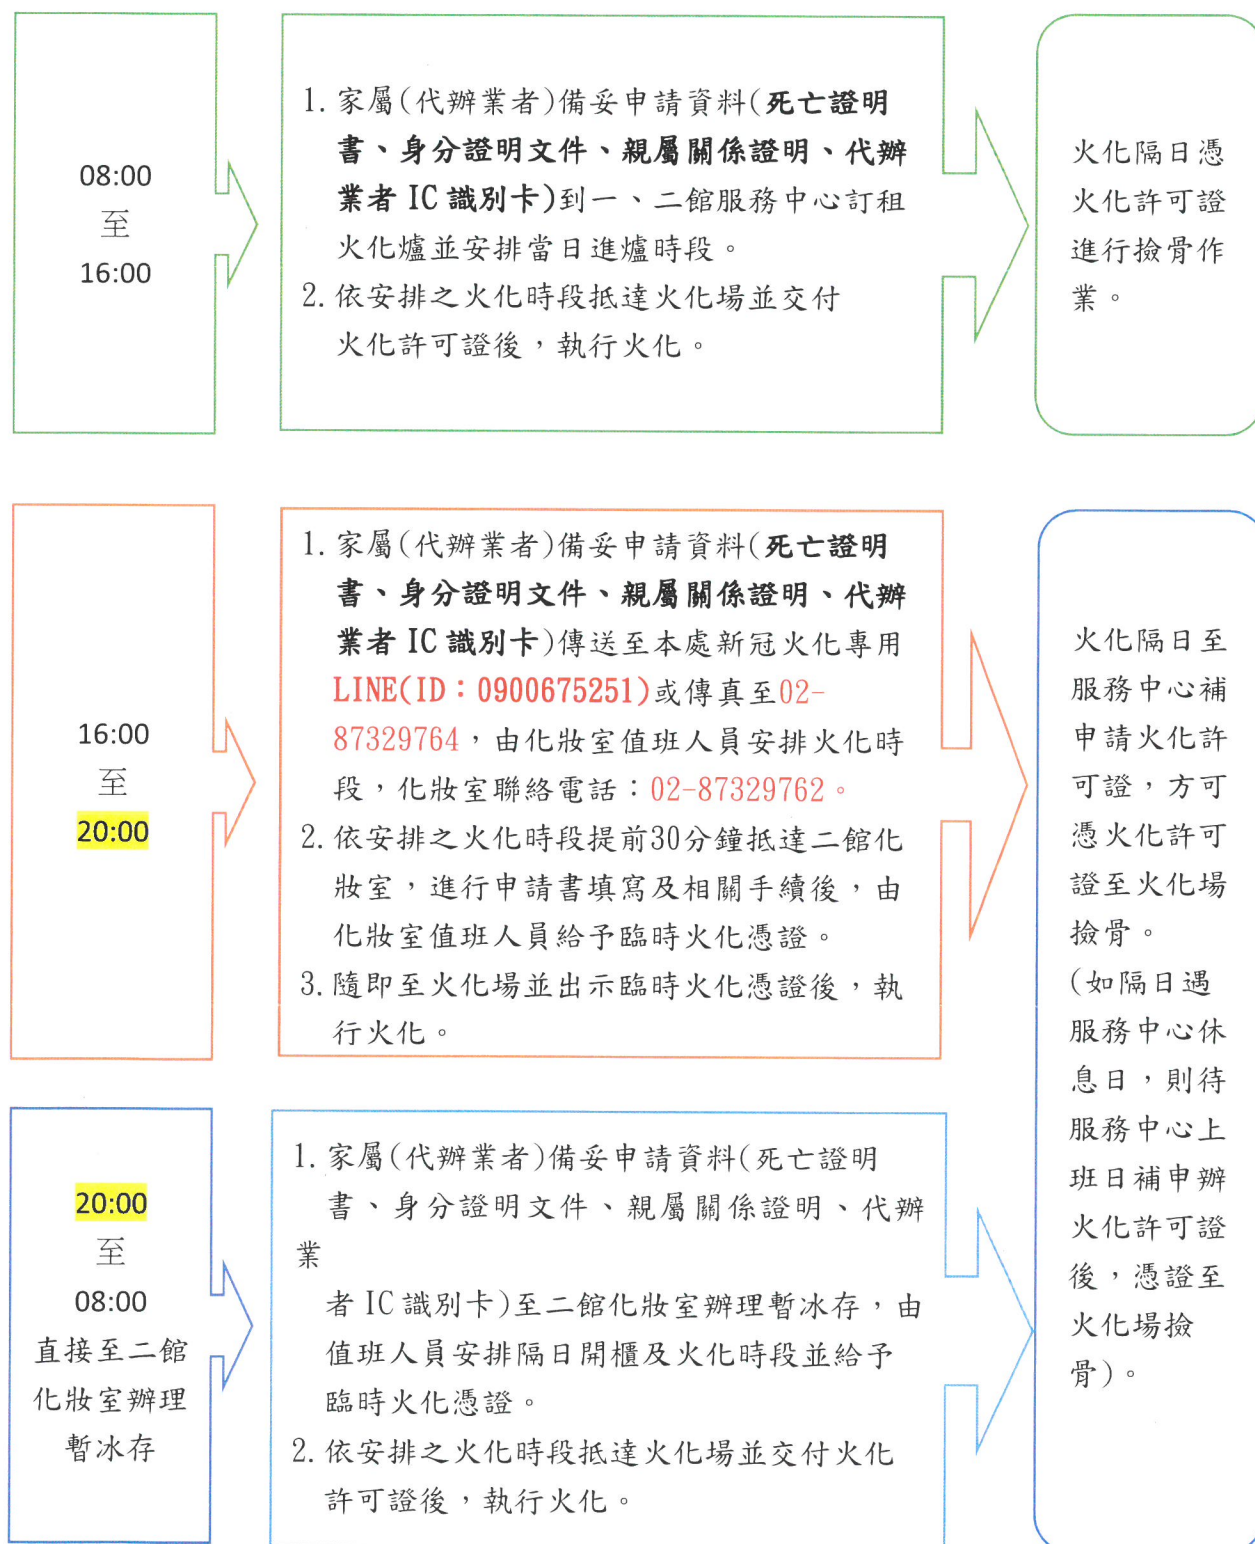 08:00
至
16:00
1. 家屬(代辦業者)備妥申請資料(死亡證明
書、身分證明文件、親屬關係證明、代辦
業者 IC 識別卡)到一、二館服務中心訂租
火化爐並安排當日進爐時段。
2. 依安排之火化時段抵達火化場並交付
火化許可證後，執行火化。
火化隔日憑
火化許可證
進行撿骨作
業。
16:00
至
20:00
1. 家屬(代辦業者)備妥申請資料(死亡證明
書、身分證明文件、親屬關係證明、代辦
業者 IC 識別卡)傳送至本處新冠火化專用
LINE(ID：0900675251)或傳真至02-
87329764，由化妝室值班人員安排火化時
段，化妝室聯絡電話：02-87329762。
2. 依安排之火化時段提前30分鐘抵達二館化
妝室，進行申請書填寫及相關手續後，由
化妝室值班人員給予臨時火化憑證。
3. 隨即至火化場並出示臨時火化憑證後，執
行火化。
20:00
至
08:00
直接至二館
化妝室辦理
暫冰存
1. 家屬(代辦業者)備妥申請資料(死亡證明
書、身分證明文件、親屬關係證明、代辦
業
者 IC 識別卡)至二館化妝室辦理暫冰存，由
值班人員安排隔日開櫃及火化時段並給予
臨時火化憑證。
2. 依安排之火化時段抵達火化場並交付火化
許可證後，執行火化。
火化隔日至
服務中心補
申請火化許
可證，方可
憑火化許可
證至火化場
撿骨。
(如隔日遇
服務中心休
息日，則待
服務中心上
班日補申辦
火化許可證
後，憑證至
火化場撿
骨)。